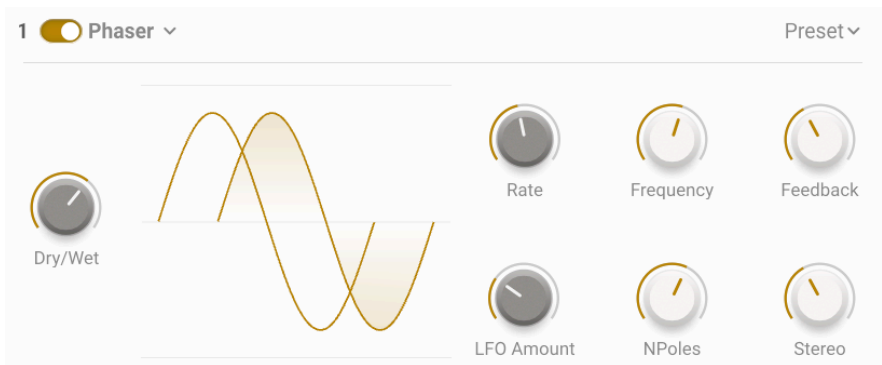 1 Phaser
Preset
Dry/Wet
Rate
Frequency
Feedback
LFO Amount
NPoles
Stereo